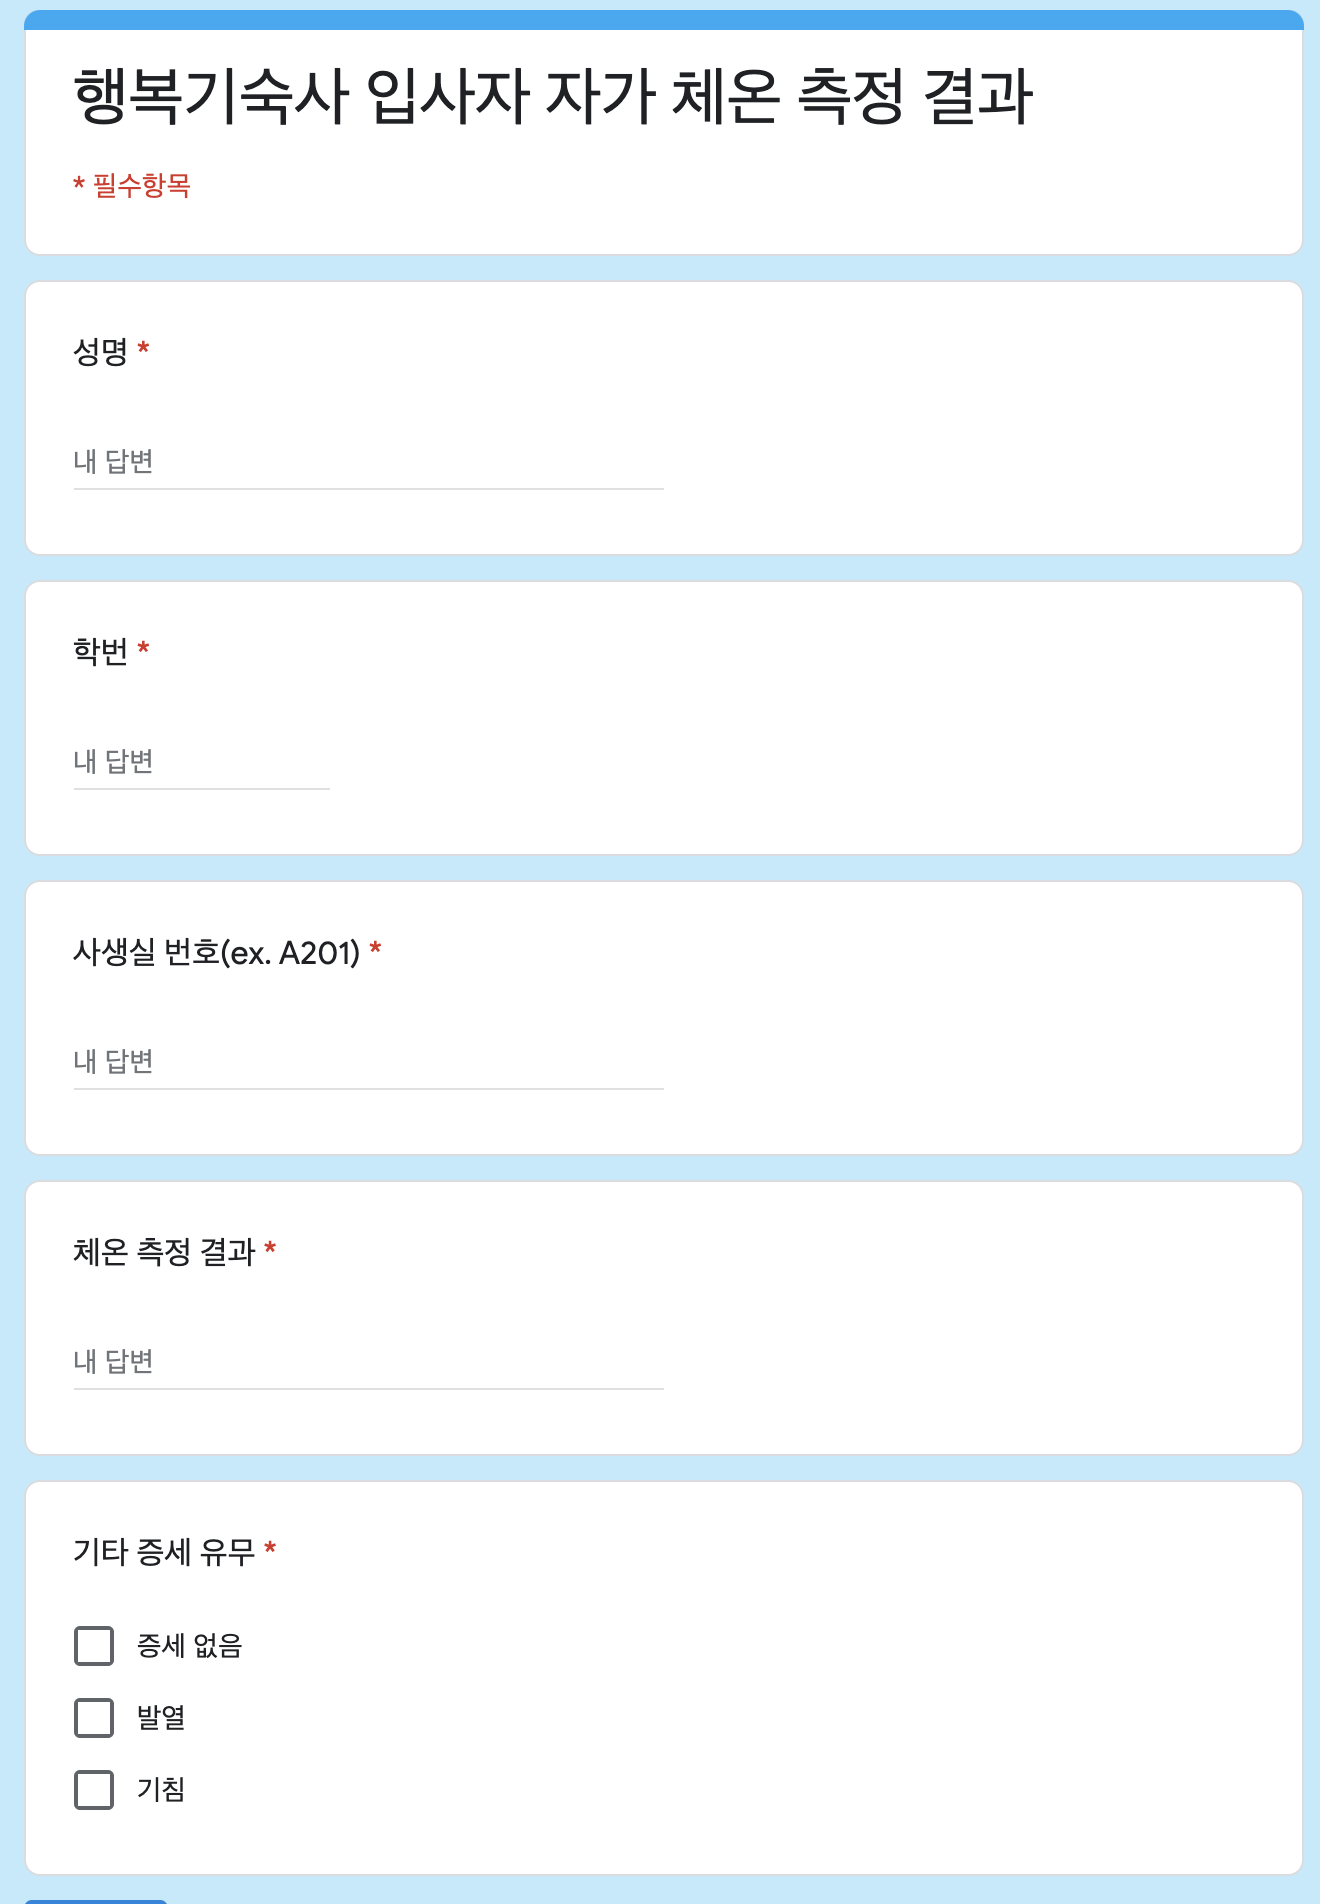 행복기숙사 입사자 자가 체온 측정 결과
* 필수항목
성명 *
내 답변
학번 *
내 답변
사생실 번호(ex. A201) *
내 답변
체온 측정 결과 *
내 답변
기타 증세 유무 *
증세 없음
발열
기침